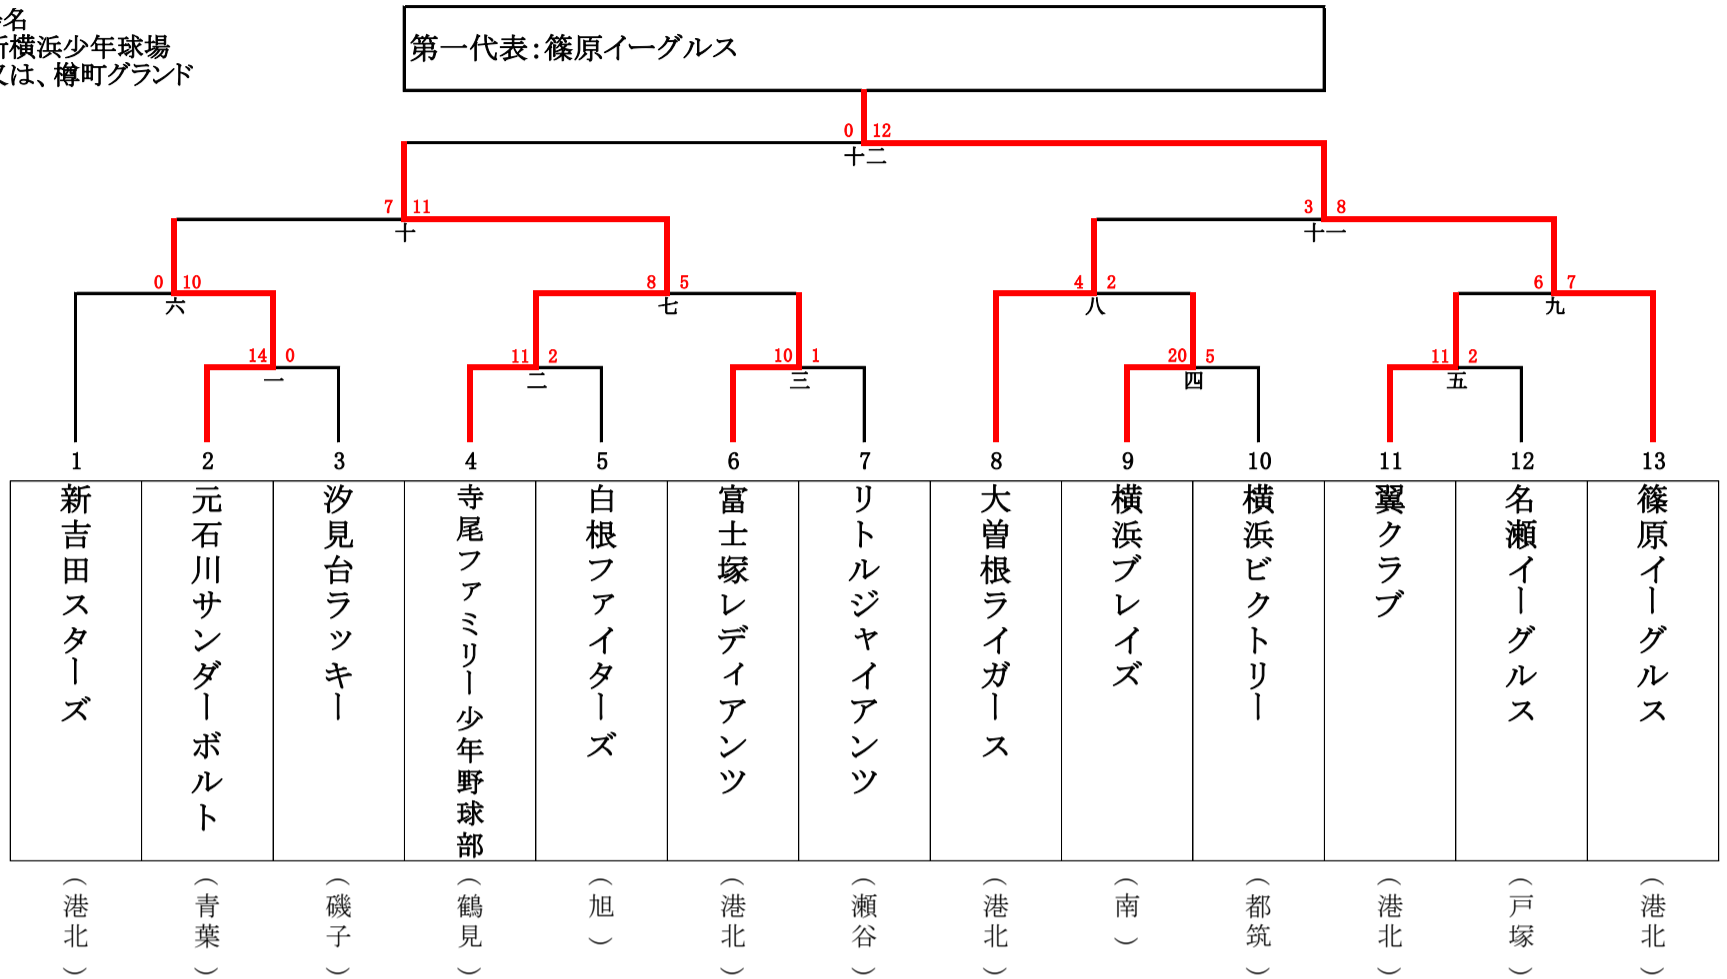 名
新横浜少年球場
又は、樽町グランド
第一代表:篠原イーグルス
0 12
十二
7 11
十
3 8
十一
0 10
六
8 5
七
4 2
八
6 7
九
14 0
一
11 2
二
10 1
三
20 5
四
11 2
五
1 2 3 4 5 6 7 8 9 10 11 12 13
新吉田スターズ
元石川サンダーボルト
汐見台ラッキー
寺尾ファミリー少年野球部
白根ファイターズ
富士塚レディアンツ
リトルジャイアンツ
大曽根ライガース
横浜ブレイズ
横浜ビクトリー
翼クラブ
名瀬イーグルス
篠原イーグルス
(港北)
(青葉)
(磯子)
(鶴見)
(旭)
(港北)
(瀬谷)
(港北)
(南)
(都筑)
(港北)
(戸塚)
(港北)